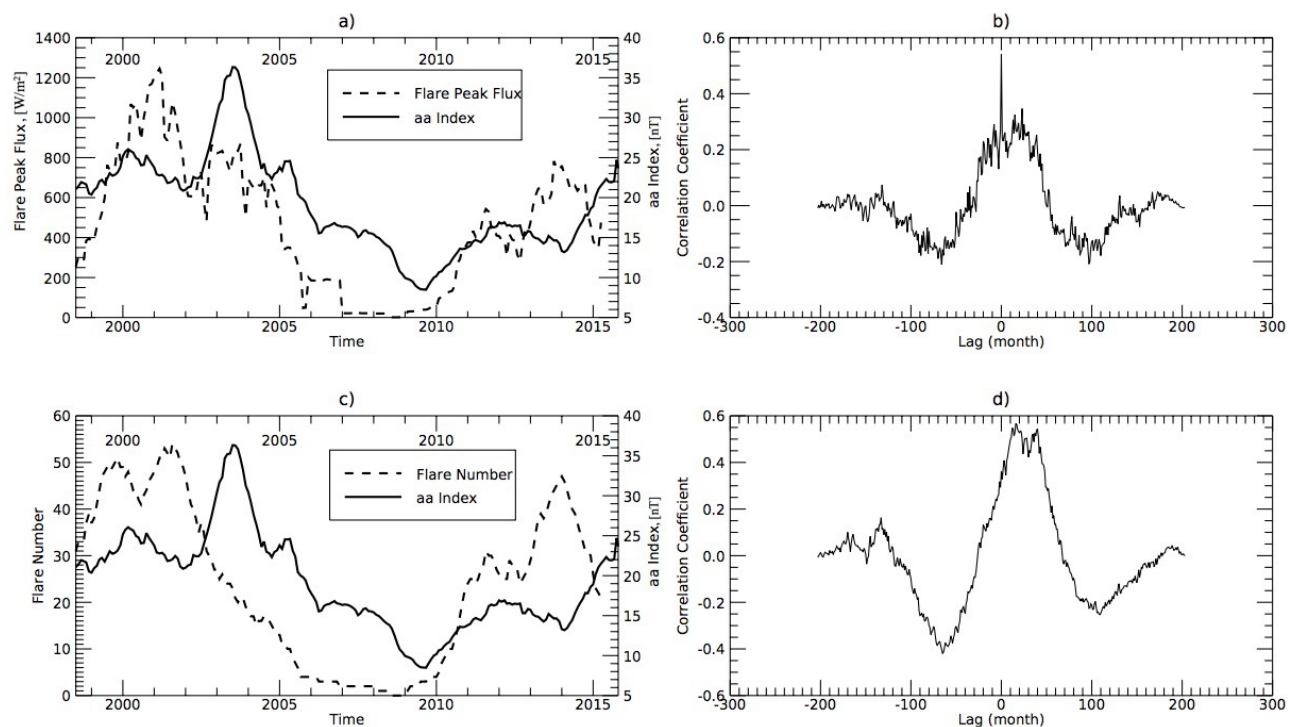 a)
1400
1200
1000
800
600
400
200
0
Flare Peak Flux, [W/m²]
2000 2005 2010 2015
Flare Peak Flux
aa Index
40
35
30
25
20
15
10
5
aa Index, [nT]
2000 2005 2010 2015
Time
b)
0.6
0.4
0.2
0.0
-0.2
-0.4
Correlation Coefficient
-300 -200 -100 0 100 200 300
Lag (month)
c)
60
50
40
30
20
10
0
Flare Number
2000 2005 2010 2015
Flare Number
aa Index
40
35
30
25
20
15
10
5
aa Index, [nT]
2000 2005 2010 2015
Time
d)
0.6
0.4
0.2
0.0
-0.2
-0.4
-0.6
Correlation Coefficient
-300 -200 -100 0 100 200 300
Lag (month)